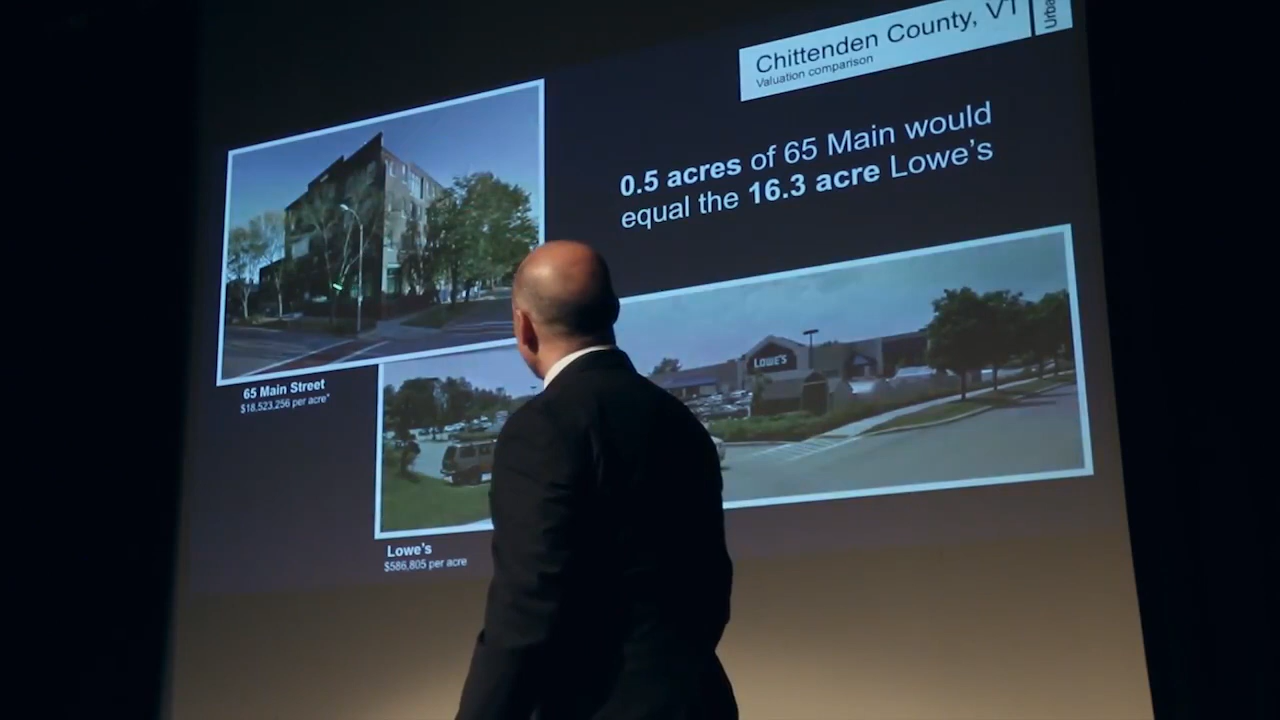 Chittenden County, VT
Valuation comparison
Urba
0.5 acres of 65 Main would
equal the 16.3 acre Lowe's
LOWE'S
65 Main Street
$18,523,256 per acre*
Lowe's
$586,805 per acre